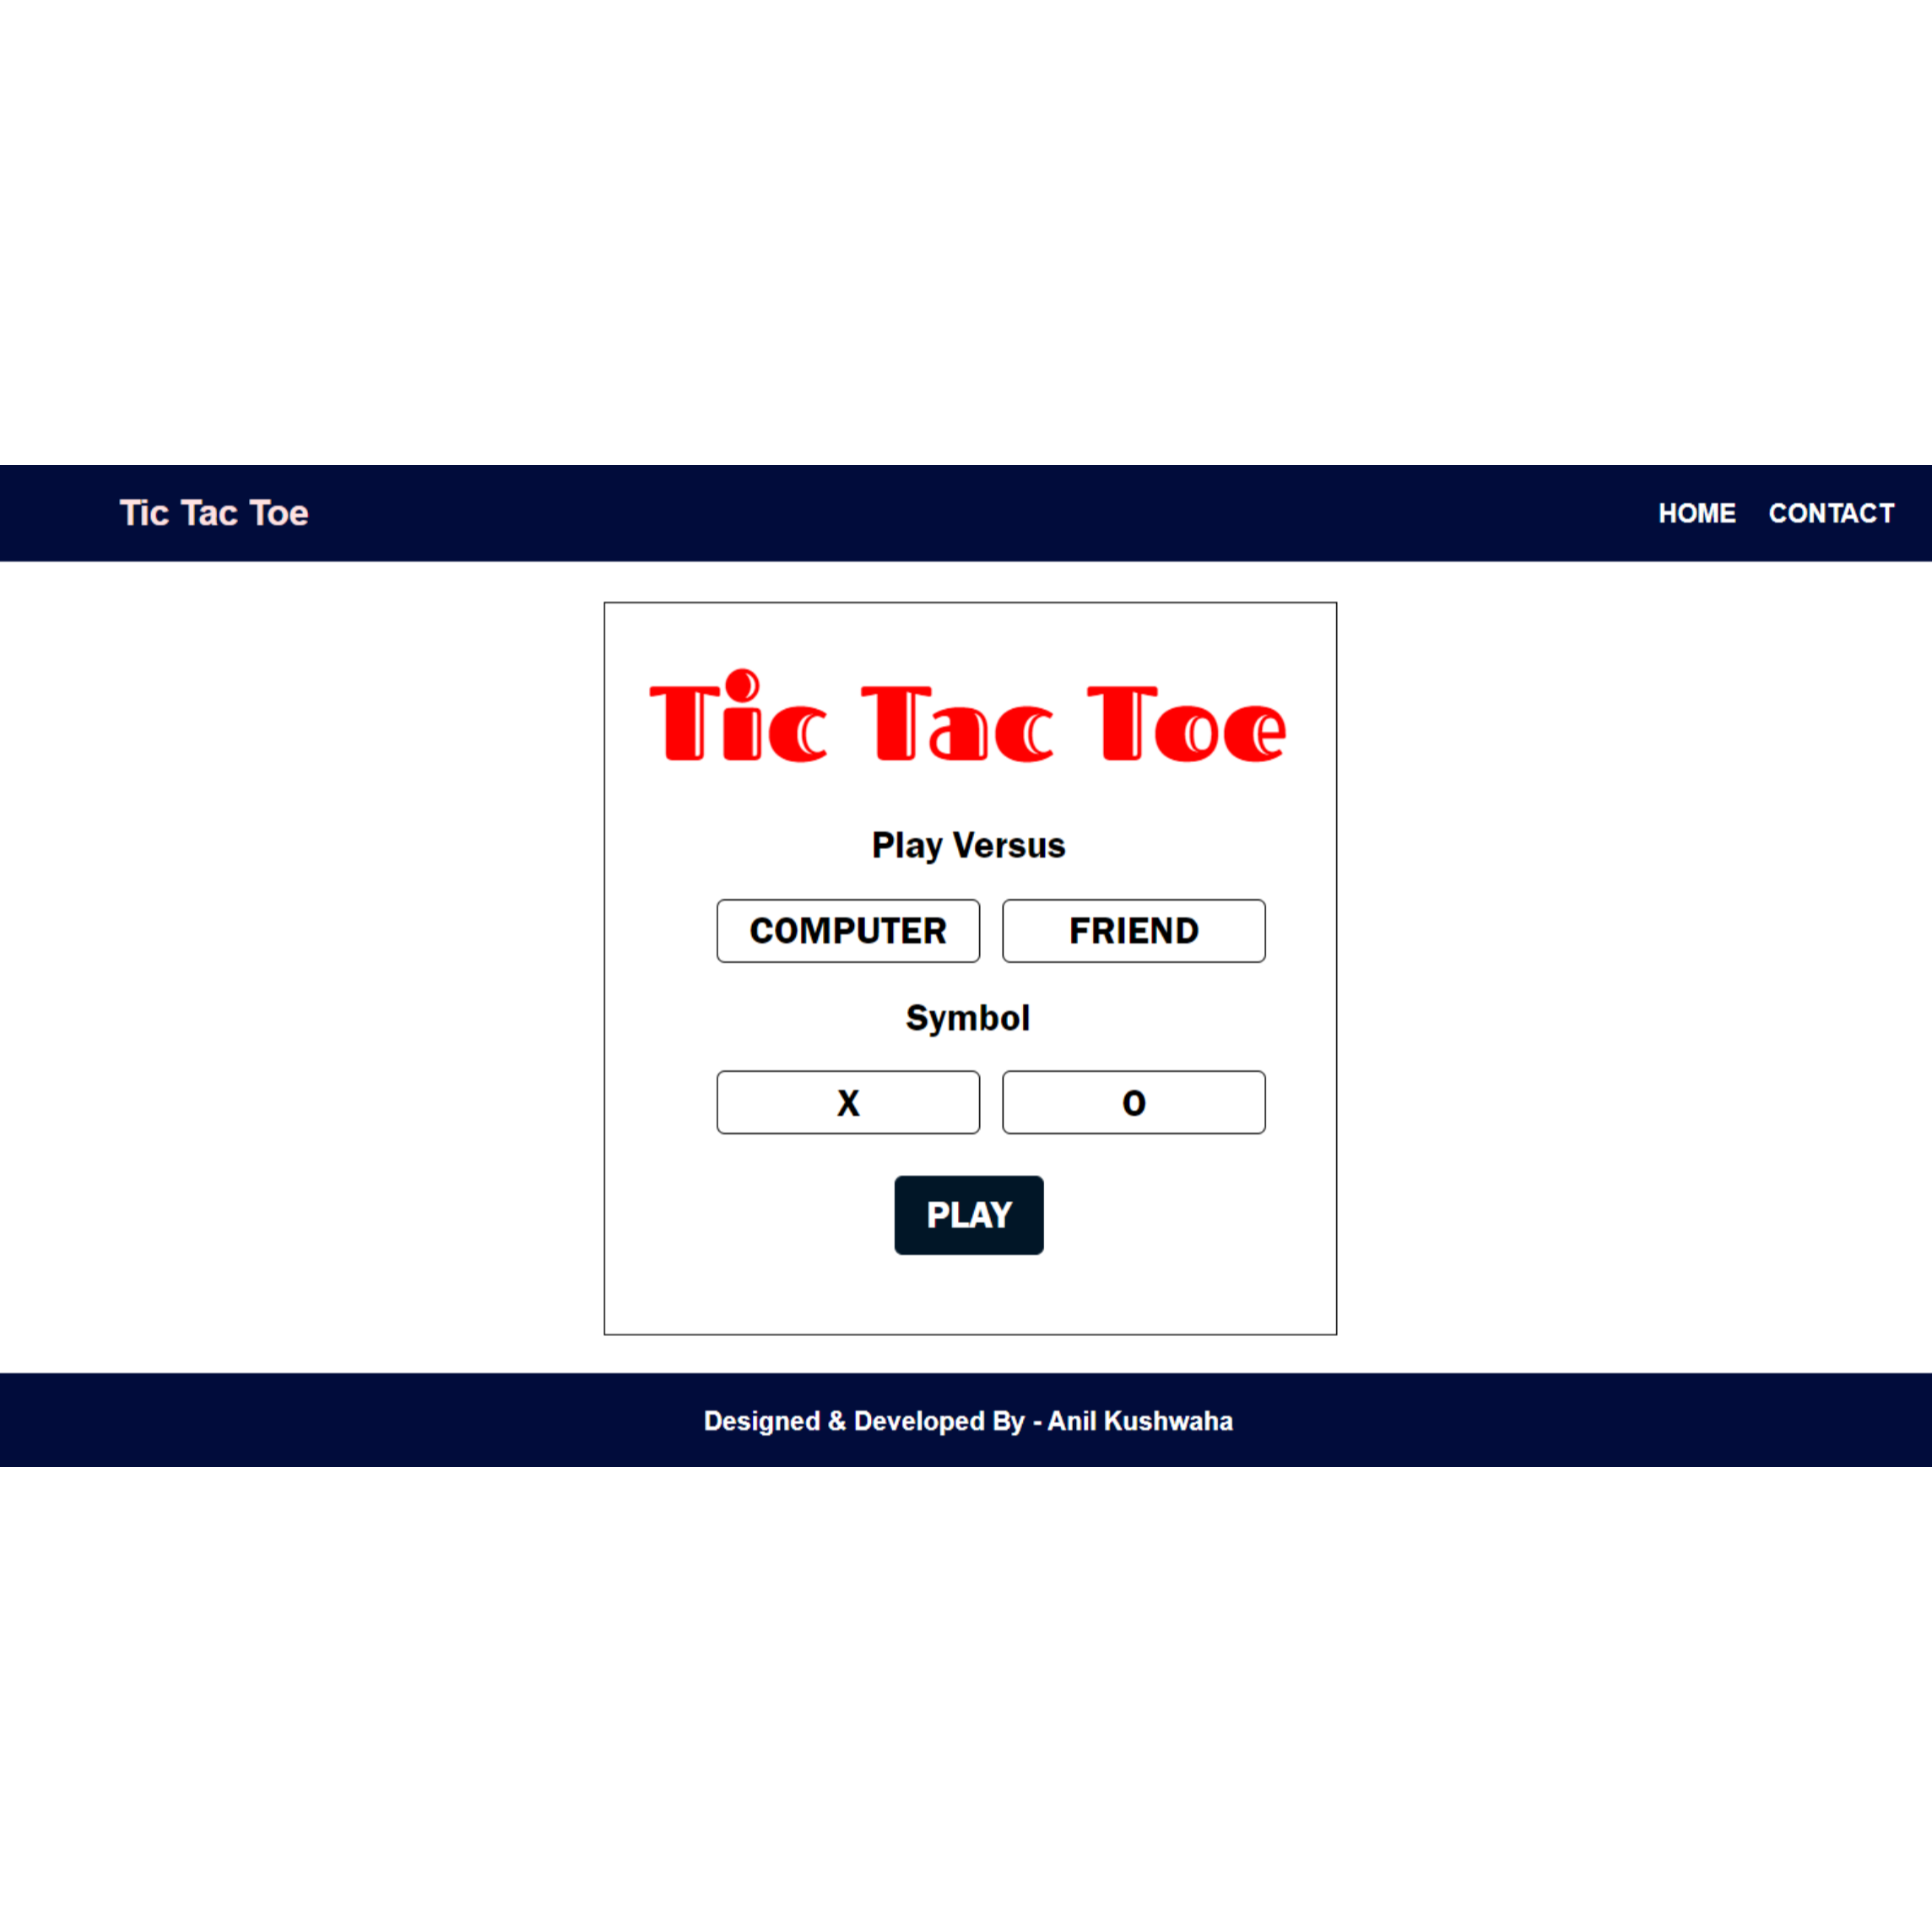 Tic Tac Toe HOME CONTACT
Tic Tac Toe
Play Versus
COMPUTER FRIEND
Symbol
X O
PLAY
Designed & Developed By - Anil Kushwaha